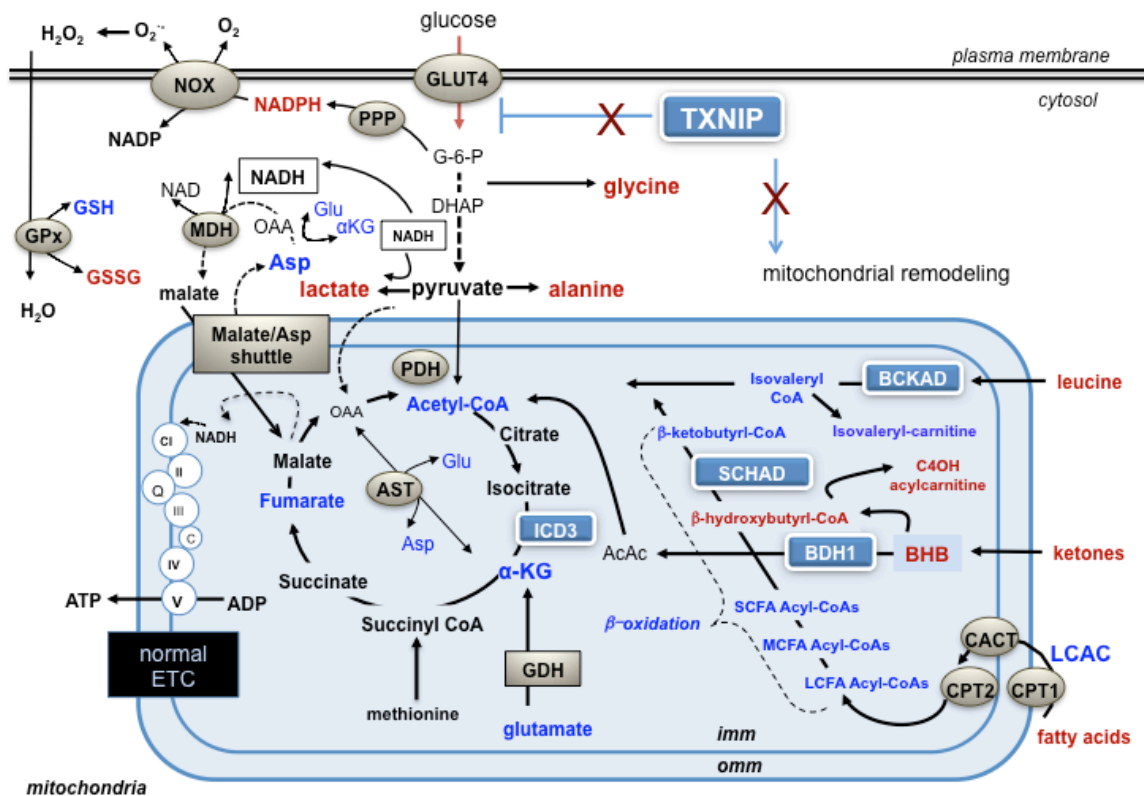 glucose
H2O2
O2·-
O2
plasma membrane
NOX
GLUT4
cytosol
NADPH
PPP
TXNIP
X
NADP
G-6-P
NADH
NAD
glycine
X
GSH
MDH
OAA
Glu
αKG
DHAP
NADH
GPx
Asp
GSSG
mitochondrial remodeling
malate
lactate
pyruvate
alanine
H2O
Malate/Asp
shuttle
PDH
Isovaleryl
CoA
BCKAD
leucine
OAA
Acetyl-CoA
NADH
Citrate
β-ketobutyrl-CoA
Isovaleryl-carnitine
CI
Malate
Glu
SCHAD
C4OH
acylcarnitine
II
Q
Fumarate
AST
Isocitrate
III
β-hydroxybutyrl-CoA
ICD3
C
Asp
AcAc
BDH1
BHB
ketones
IV
α-KG
Succinate
ATP
V
ADP
SCFA Acyl-CoAs
Succinyl CoA
β-oxidation
normal
ETC
MCFA Acyl-CoAs
CACT
LCAC
GDH
LCFA Acyl-CoAs
CPT2
CPT1
methionine
glutamate
imm
fatty acids
omm
mitochondria